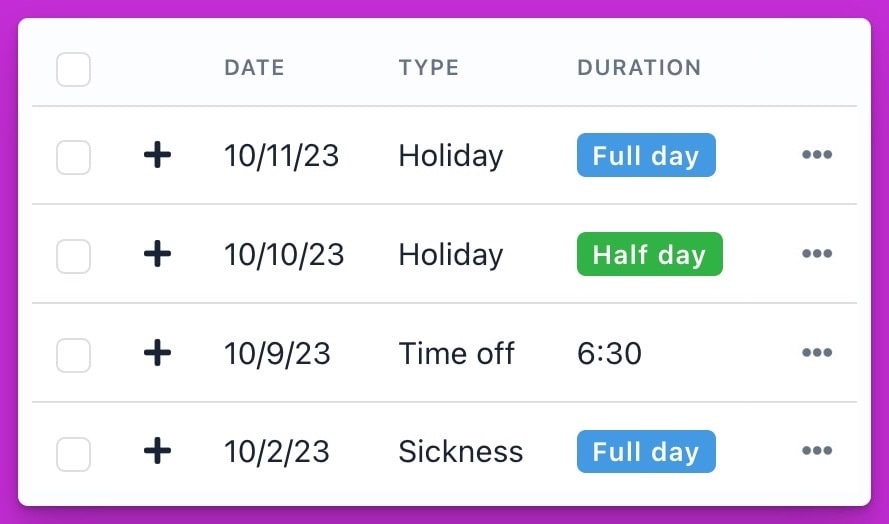 DATE TYPE DURATION
10/11/23 Holiday Full day
10/10/23 Holiday Half day
10/9/23 Time off 6:30
10/2/23 Sickness Full day